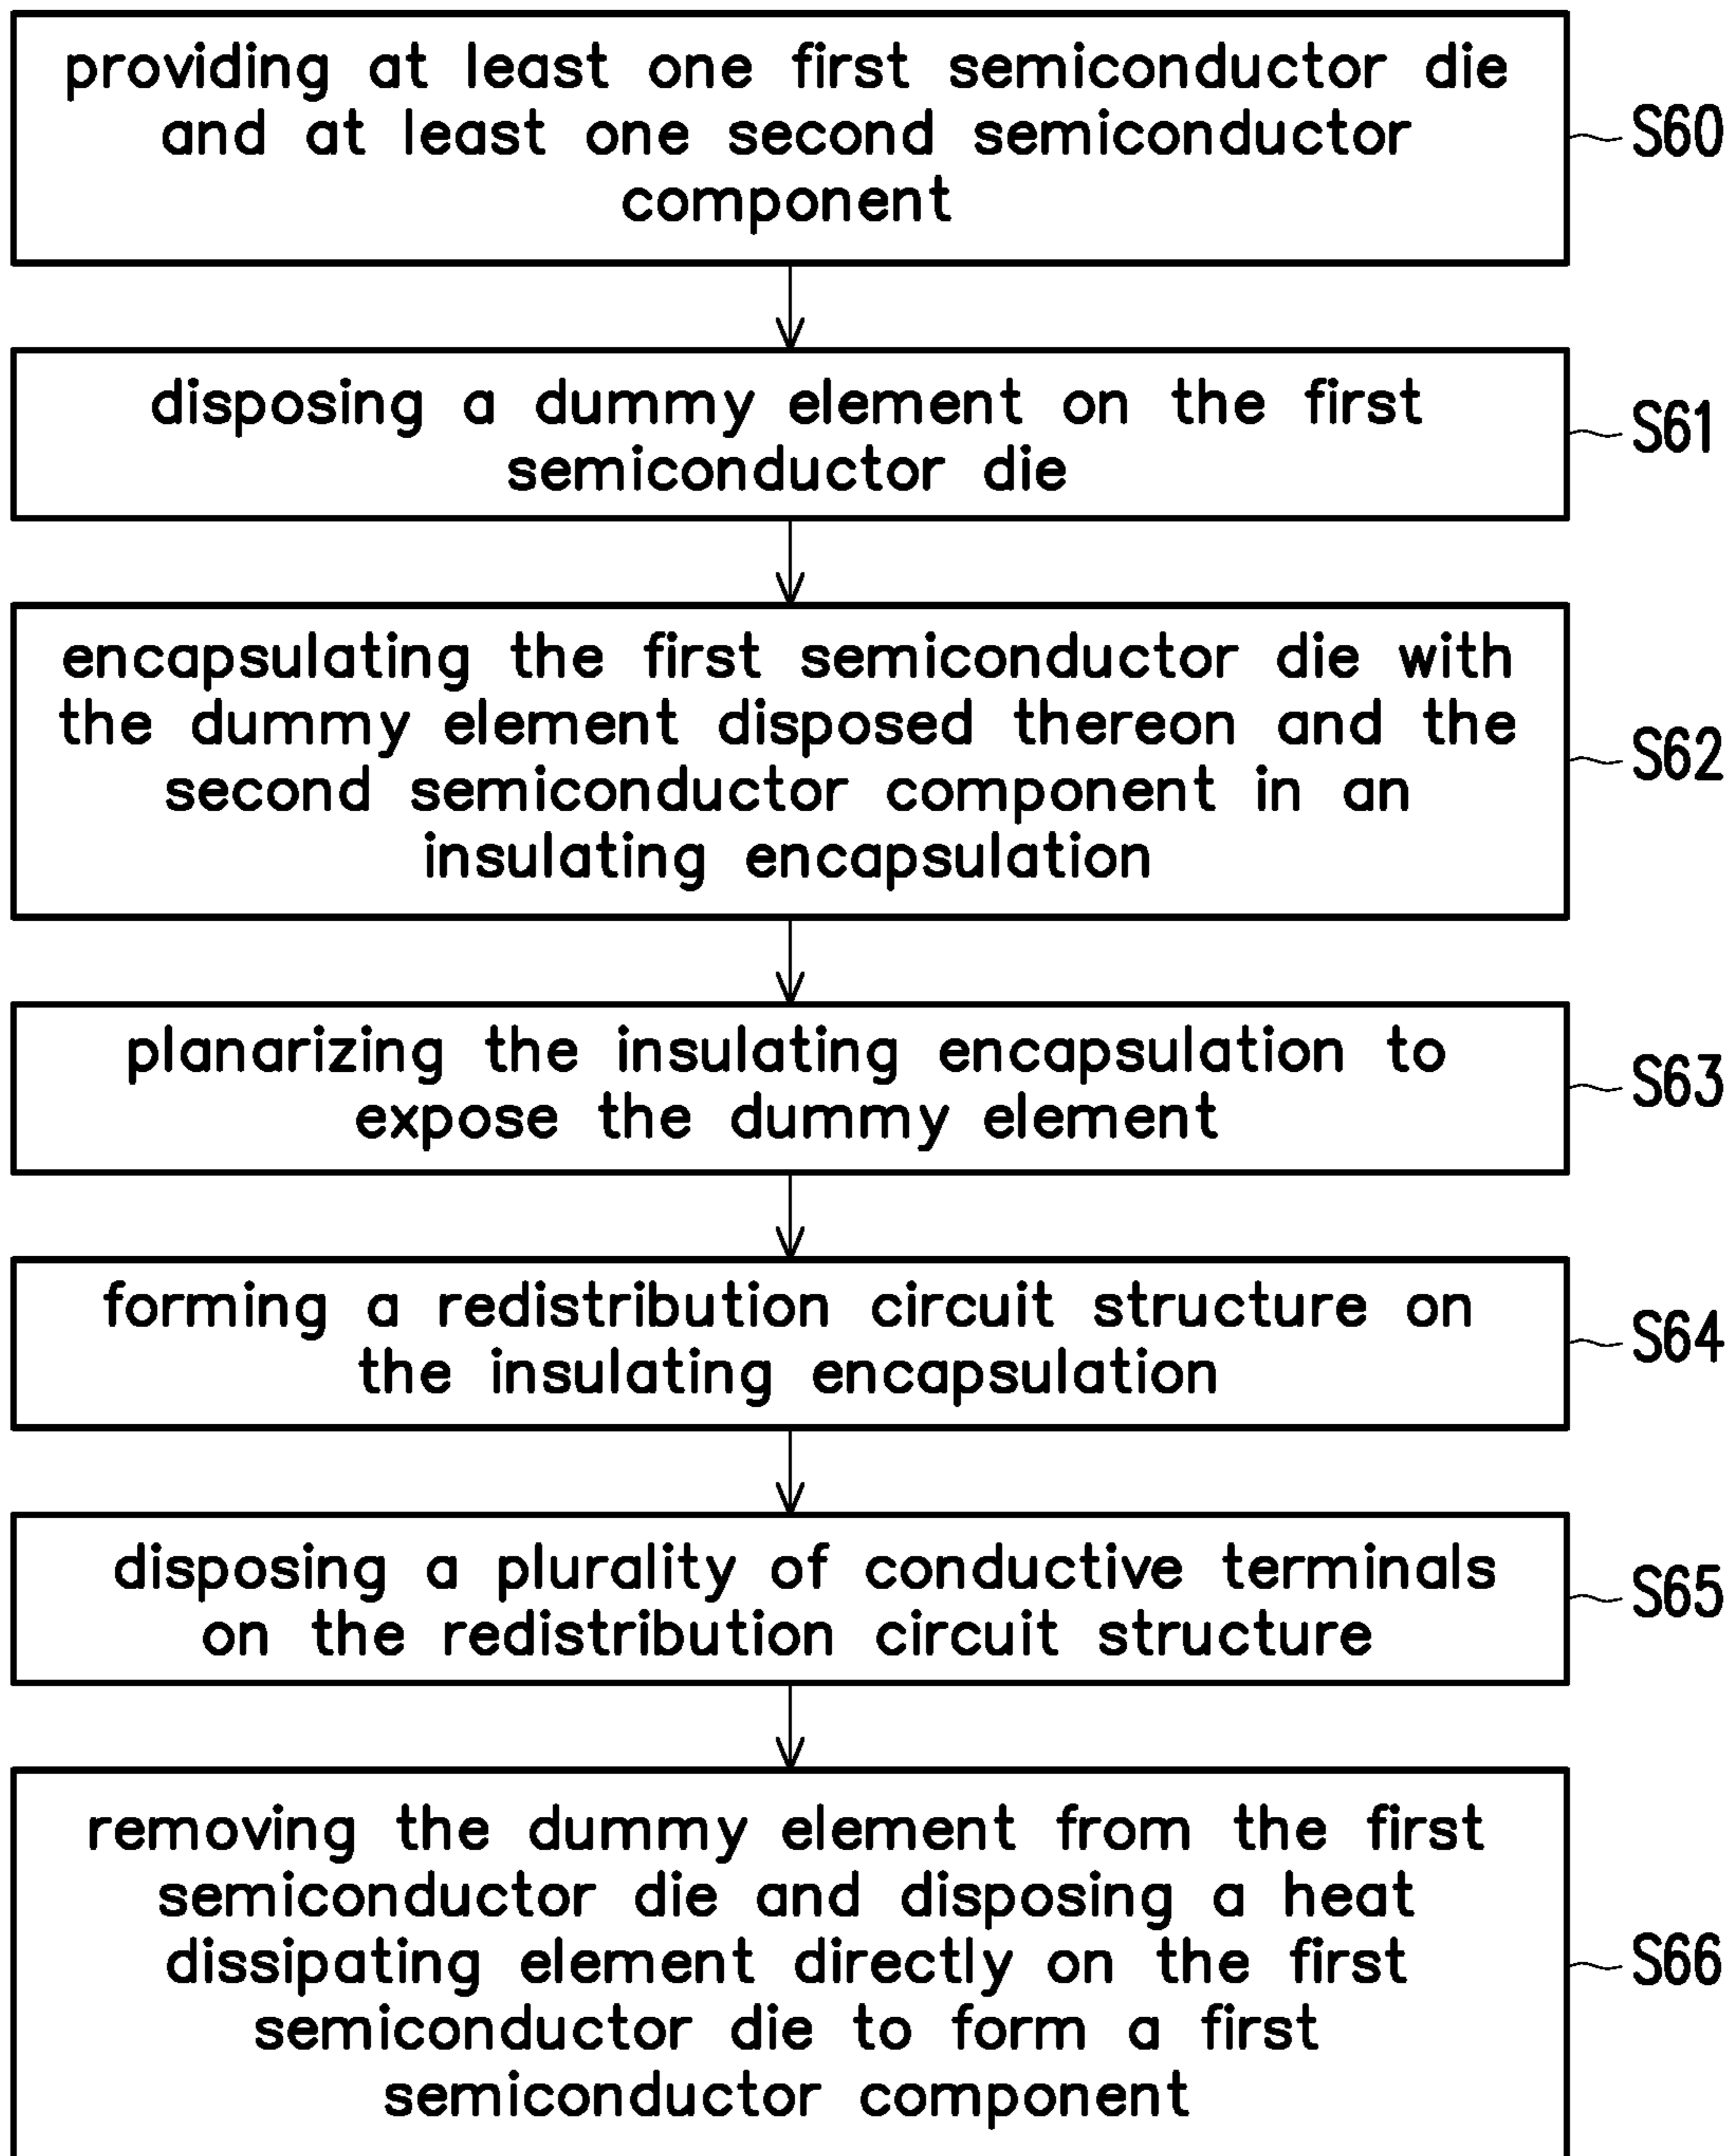 providing at least one first semiconductor die
and at least one second semiconductor
component
S60
disposing a dummy element on the first
semiconductor die
S61
encapsulating the first semiconductor die with
the dummy element disposed thereon and the
second semiconductor component in an
insulating encapsulation
S62
planarizing the insulating encapsulation to
expose the dummy element
S63
forming a redistribution circuit structure on
the insulating encapsulation
S64
disposing a plurality of conductive terminals
on the redistribution circuit structure
S65
removing the dummy element from the first
semiconductor die and disposing a heat
dissipating element directly on the first
semiconductor die to form a first
semiconductor component
S66